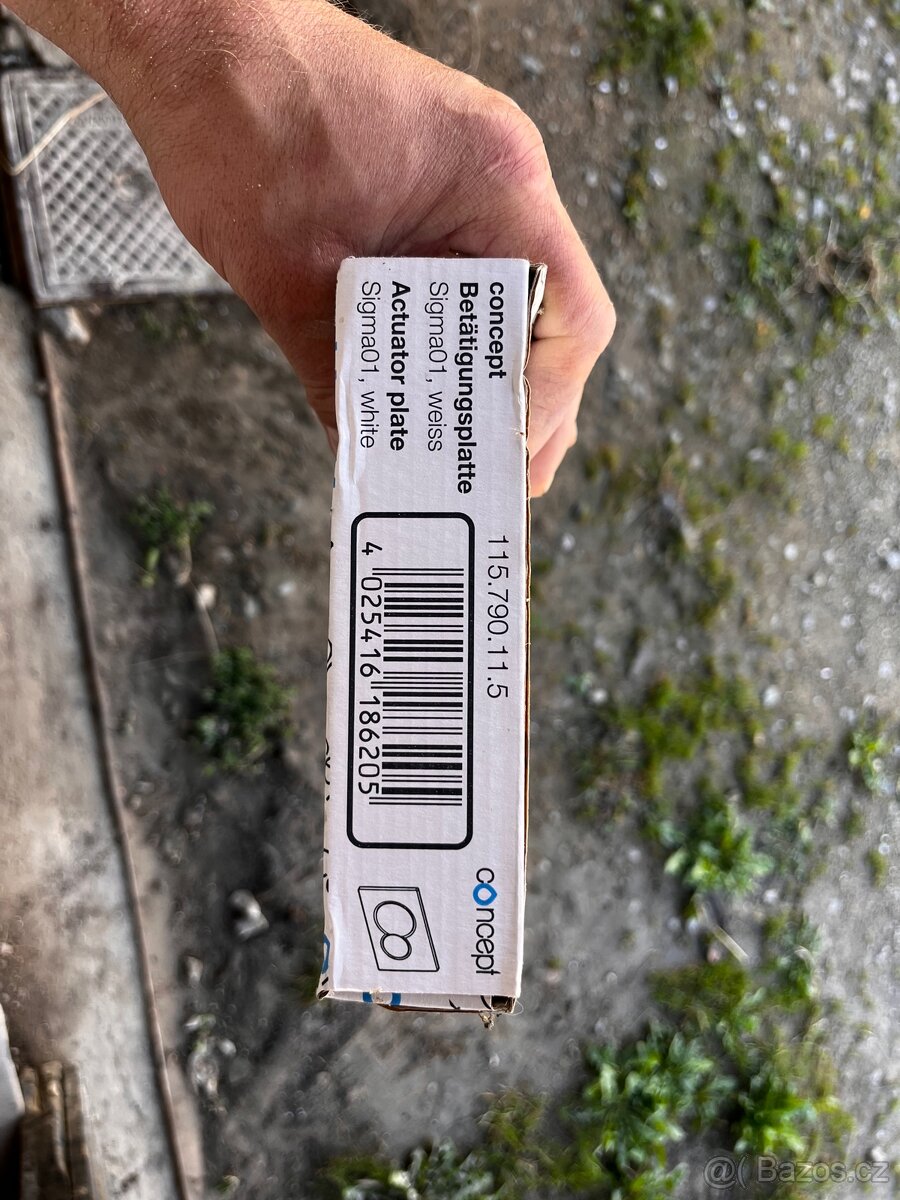 concept
Betätigungsplatte
Sigma01, weiss
Actuator plate
Sigma01, white
115.790.11.5
4 025416 186205
concept
@( Bazos.cz